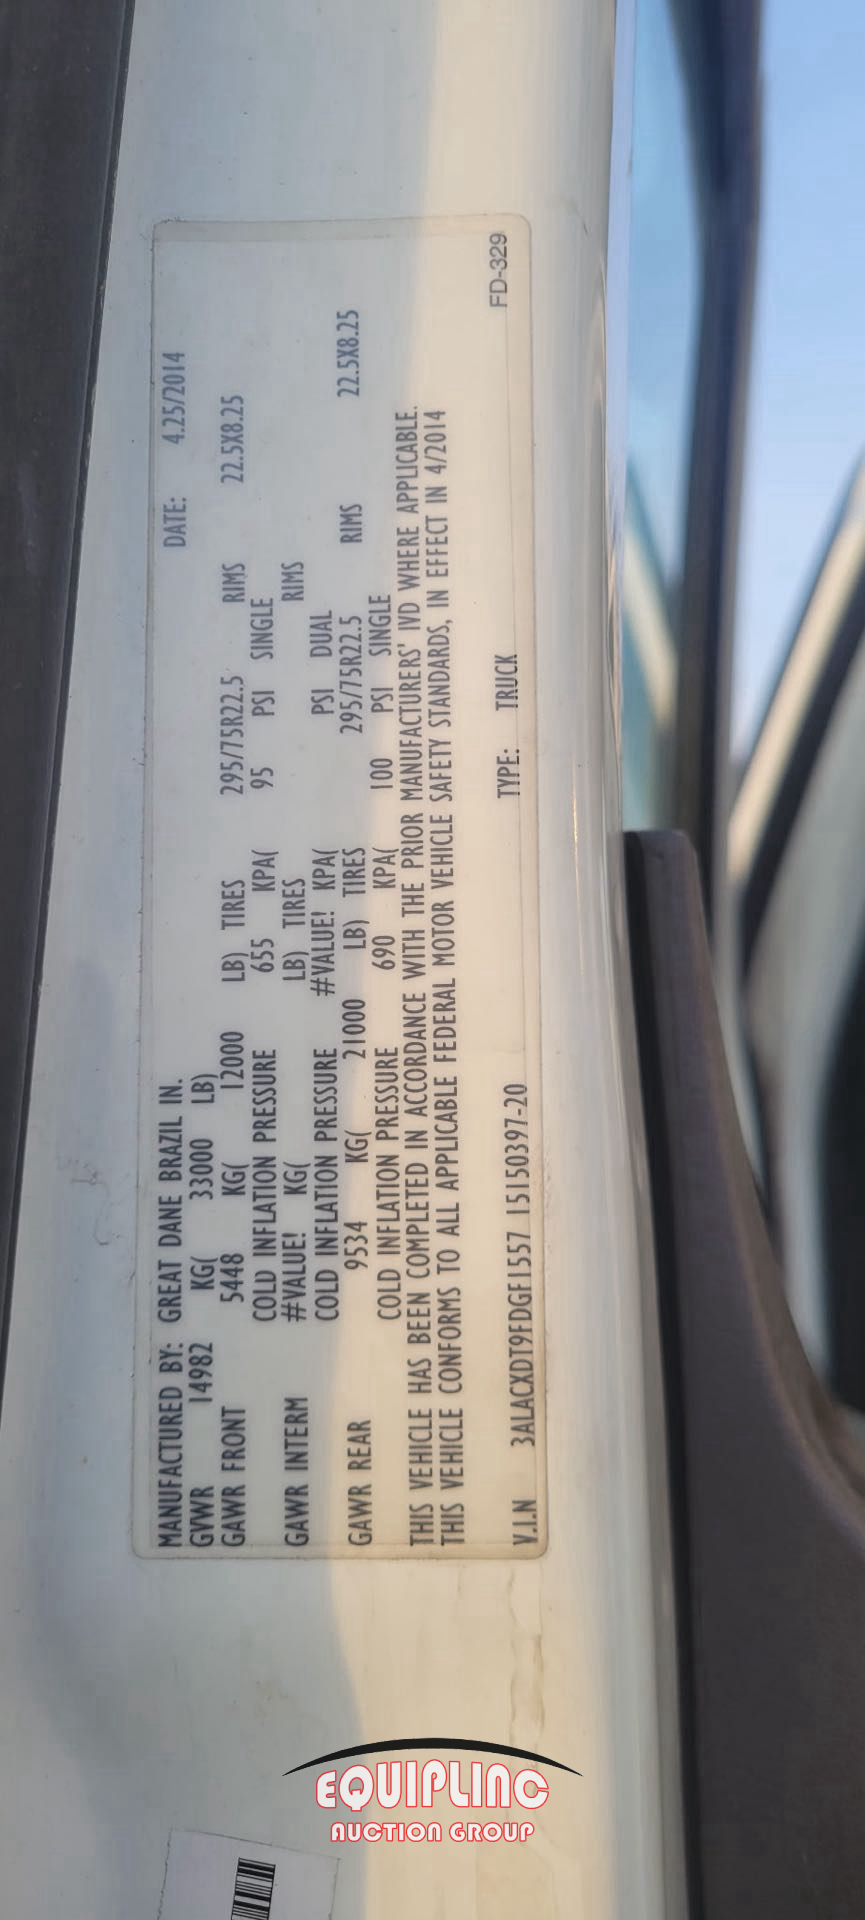 MANUFACTURED BY: GREAT DANE BRAZIL IN. DATE: 4.25/2014
GVWR 14982 KG( 33000 LB)
GAWR FRONT 5448 KG( 12000 LB) TIRES 295/75R22.5 RIMS 22.5X8.25
COLD INFLATION PRESSURE 655 KPA( 95 PSI SINGLE
GAWR INTERM #VALUE! KG( LB) TIRES RIMS
COLD INFLATION PRESSURE #VALUE! KPA( PSI DUAL
GAWR REAR 9534 KG( 21000 LB) TIRES 295/75R22.5 RIMS 22.5X8.25
COLD INFLATION PRESSURE 690 KPA( 100 PSI SINGLE
THIS VEHICLE HAS BEEN COMPLETED IN ACCORDANCE WITH THE PRIOR MANUFACTURERS' IVD WHERE APPLICABLE.
THIS VEHICLE CONFORMS TO ALL APPLICABLE FEDERAL MOTOR VEHICLE SAFETY STANDARDS, IN EFFECT IN 4/2014
V.I.N 3ALACXDT9FDGF1557 15150397-20 TYPE: TRUCK
FD-329
EQUIPLINC
AUCTION GROUP